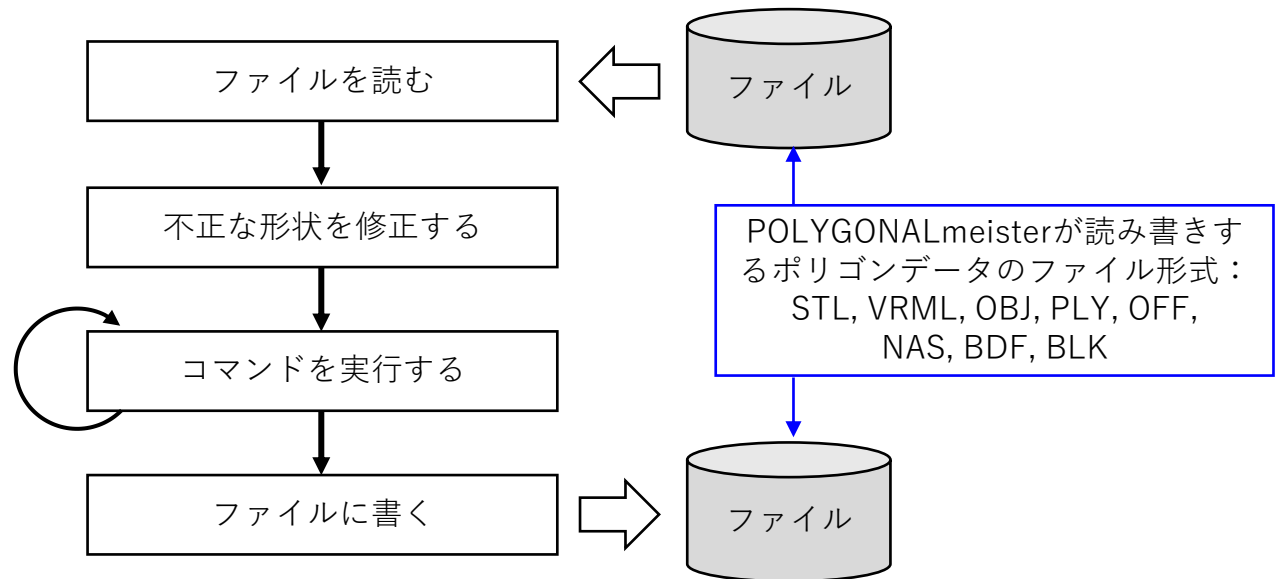 ファイルを読む
ファイル
不正な形状を修正する
POLYGONALmeisterが読み書きす
るポリゴンデータのファイル形式：
STL, VRML, OBJ, PLY, OFF,
NAS, BDF, BLK
コマンドを実行する
ファイルに書く
ファイル